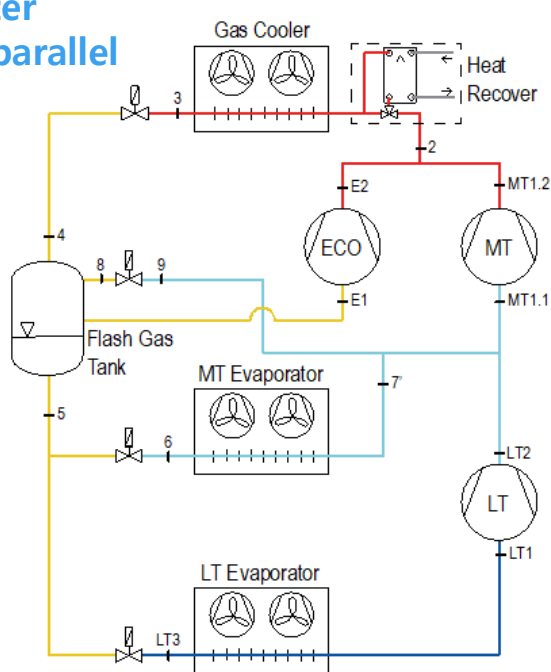 ter
parallel
Gas Cooler
Heat
Recover
3
2
E2
MT1.2
4
8
9
ECO
MT
E1
MT1.1
Flash Gas
Tank
MT Evaporator
7'
5
6
LT2
LT
LT1
LT Evaporator
LT3